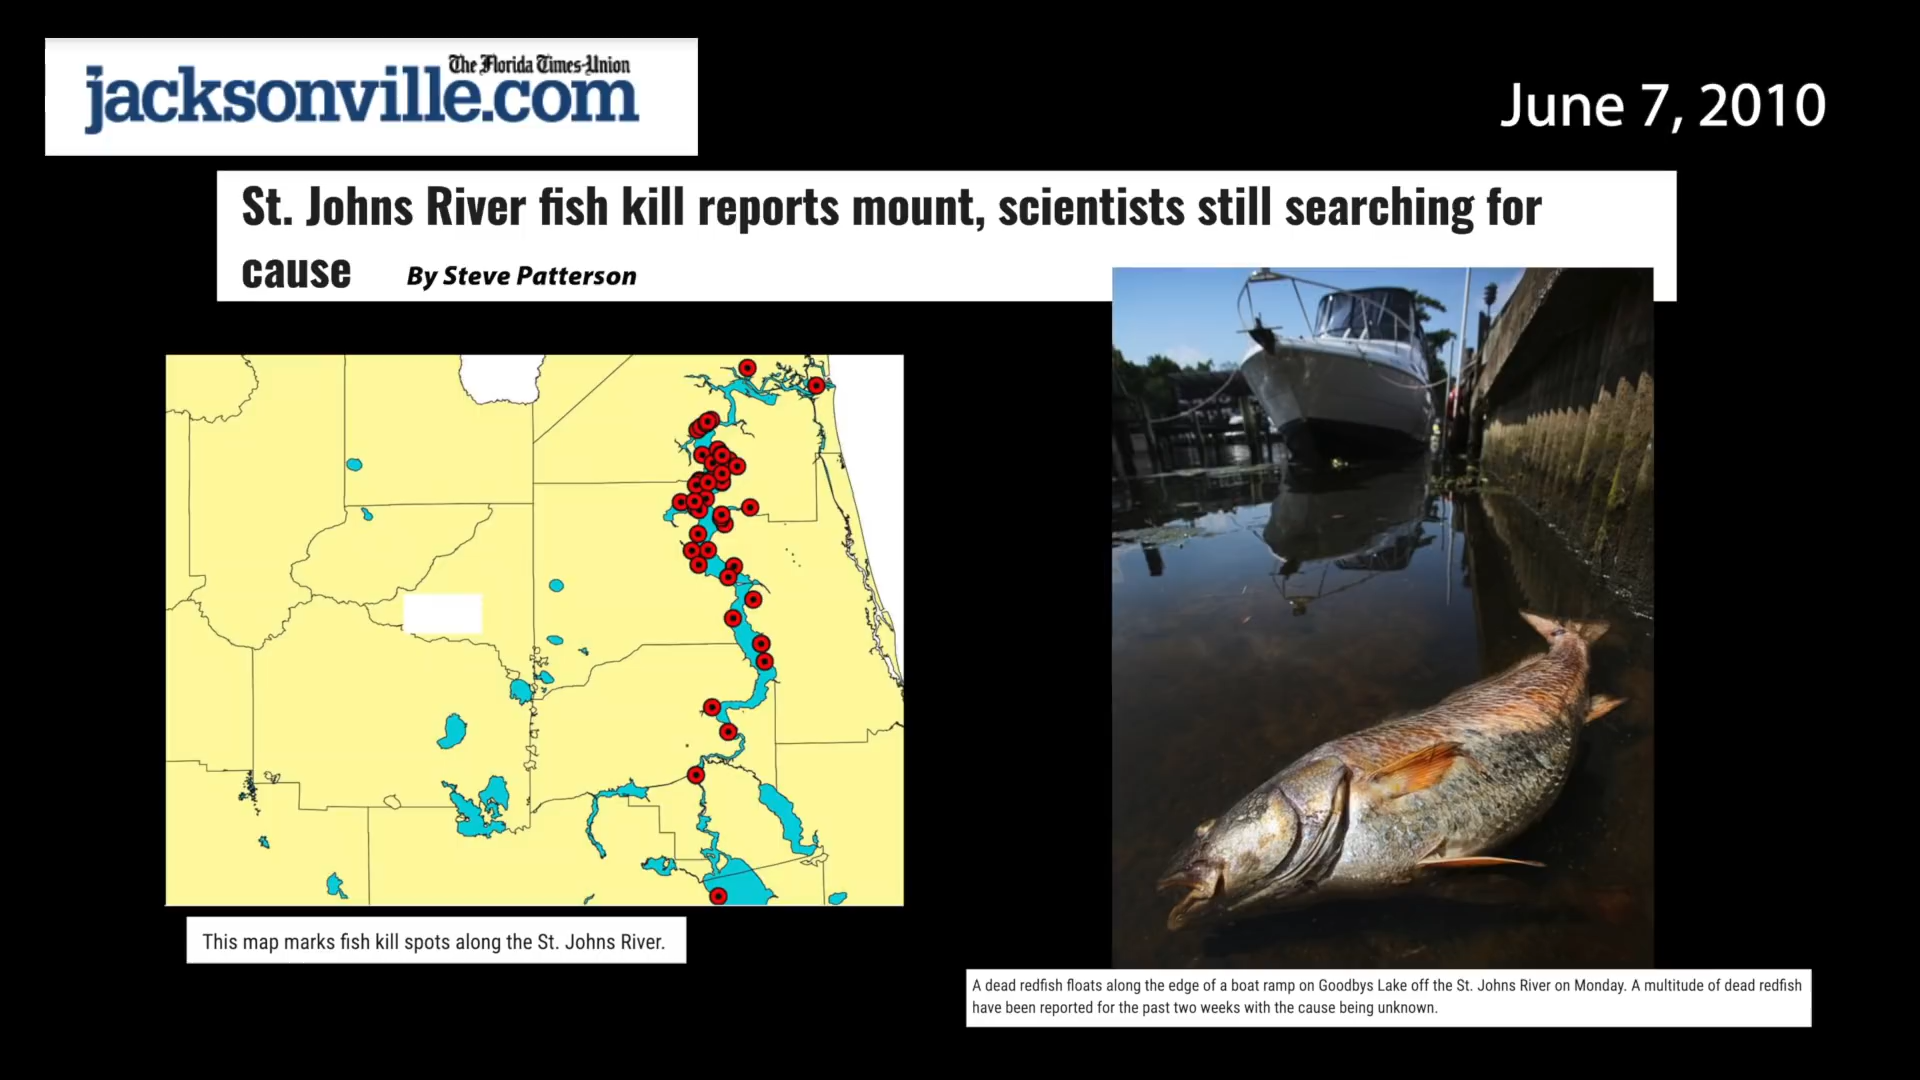 The Florida Times-Union
jacksonville.com
June 7, 2010
St. Johns River fish kill reports mount, scientists still searching for
cause
By Steve Patterson
This map marks fish kill spots along the St. Johns River.
A dead redfish floats along the edge of a boat ramp on Goodbys Lake off the St. Johns River on Monday. A multitude of dead redfish
have been reported for the past two weeks with the cause being unknown.